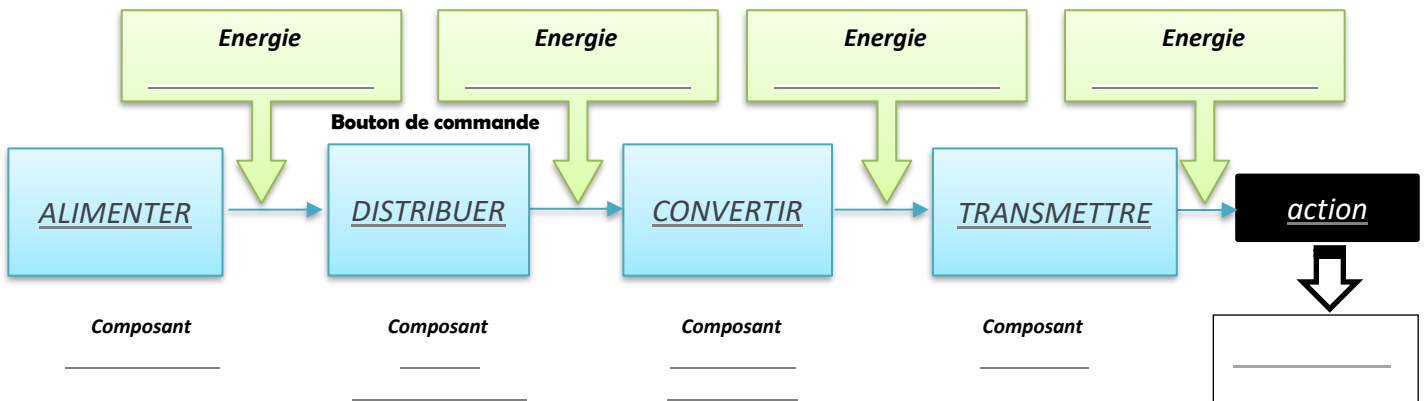 Energie Energie Energie Energie
Bouton de commande
ALIMENTER DISTRIBUER CONVERTIR TRANSMETTRE action
Composant Composant Composant Composant